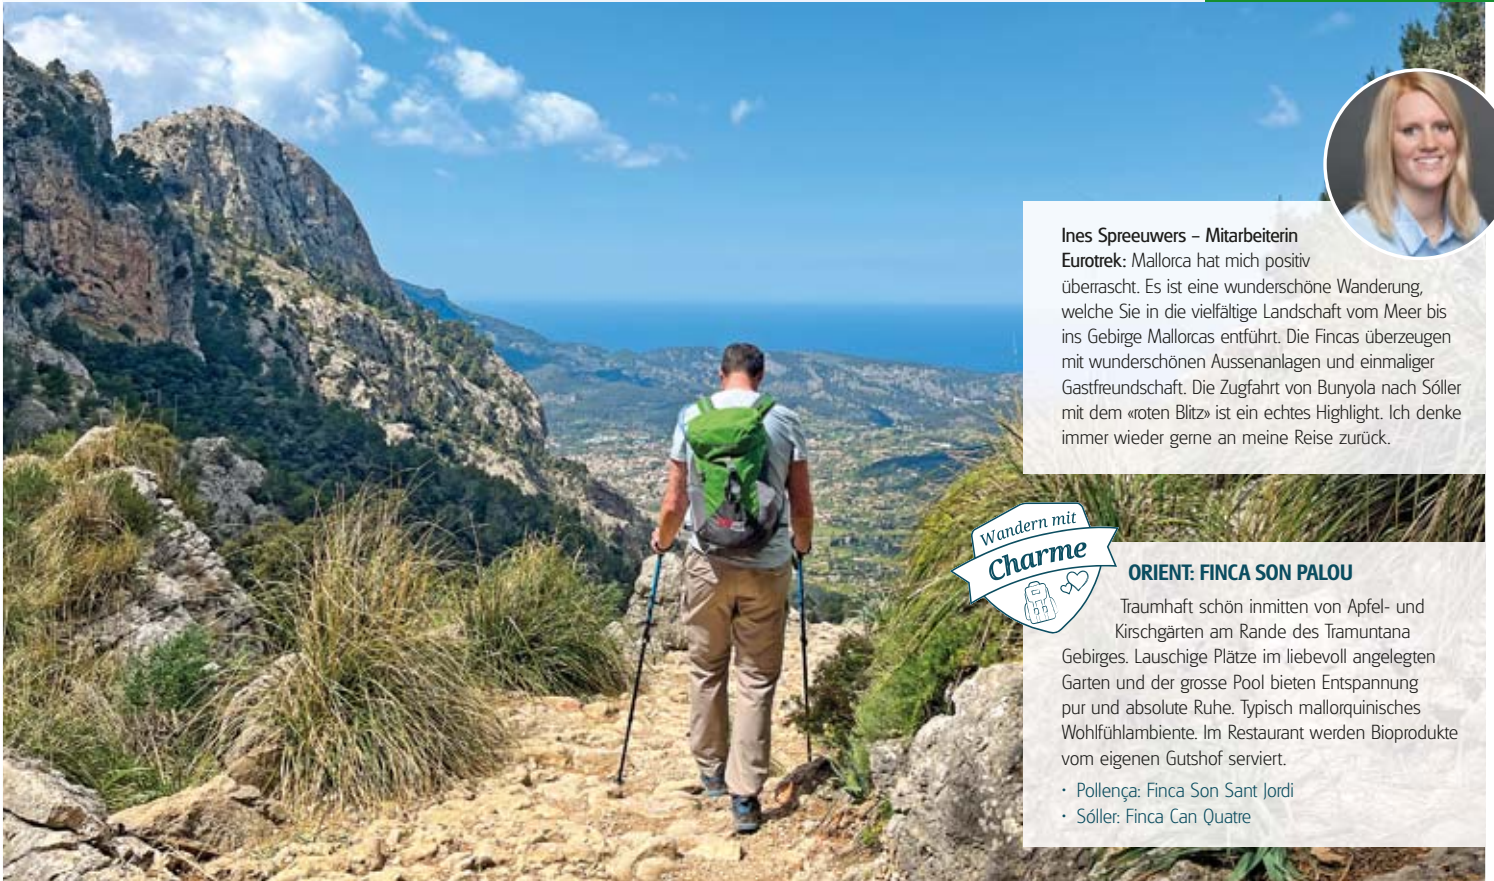 Ines Spreeuwers – Mitarbeiterin
Eurotrek: Mallorca hat mich positiv
überrascht. Es ist eine wunderschöne Wanderung,
welche Sie in die vielfältige Landschaft vom Meer bis
ins Gebirge Mallorcas entführt. Die Fincas überzeugen
mit wunderschönen Aussenanlagen und einmaliger
Gastfreundschaft. Die Zugfahrt von Bunyola nach Sóller
mit dem «roten Blitz» ist ein echtes Highlight. Ich denke
immer wieder gerne an meine Reise zurück.
Wandern mit
Charme
ORIENT: FINCA SON PALOU
Traumhaft schön inmitten von Apfel- und
Kirschgärten am Rande des Tramuntana
Gebirges. Lauschige Plätze im liebevoll angelegten
Garten und der grosse Pool bieten Entspannung
pur und absolute Ruhe. Typisch mallorquinisches
Wohlfühlambiente. Im Restaurant werden Bioprodukte
vom eigenen Gutshof serviert.
• Pollença: Finca Son Sant Jordi
• Sóller: Finca Can Quatre